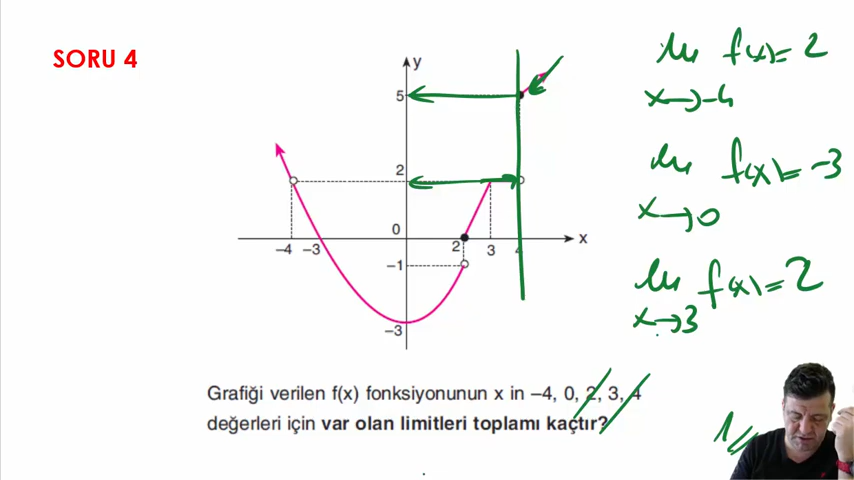 SORU 4
y
5
2
0
x
−4
−3
2
3
4
−1
−3
lim f(x) = 2
x→−4
lim f(x) = −3
x→0
lim f(x) = 2
x→3
Grafiği verilen f(x) fonksiyonunun x in −4, 0, 2, 3, 4
değerleri için var olan limitleri toplamı kaçtır?
1